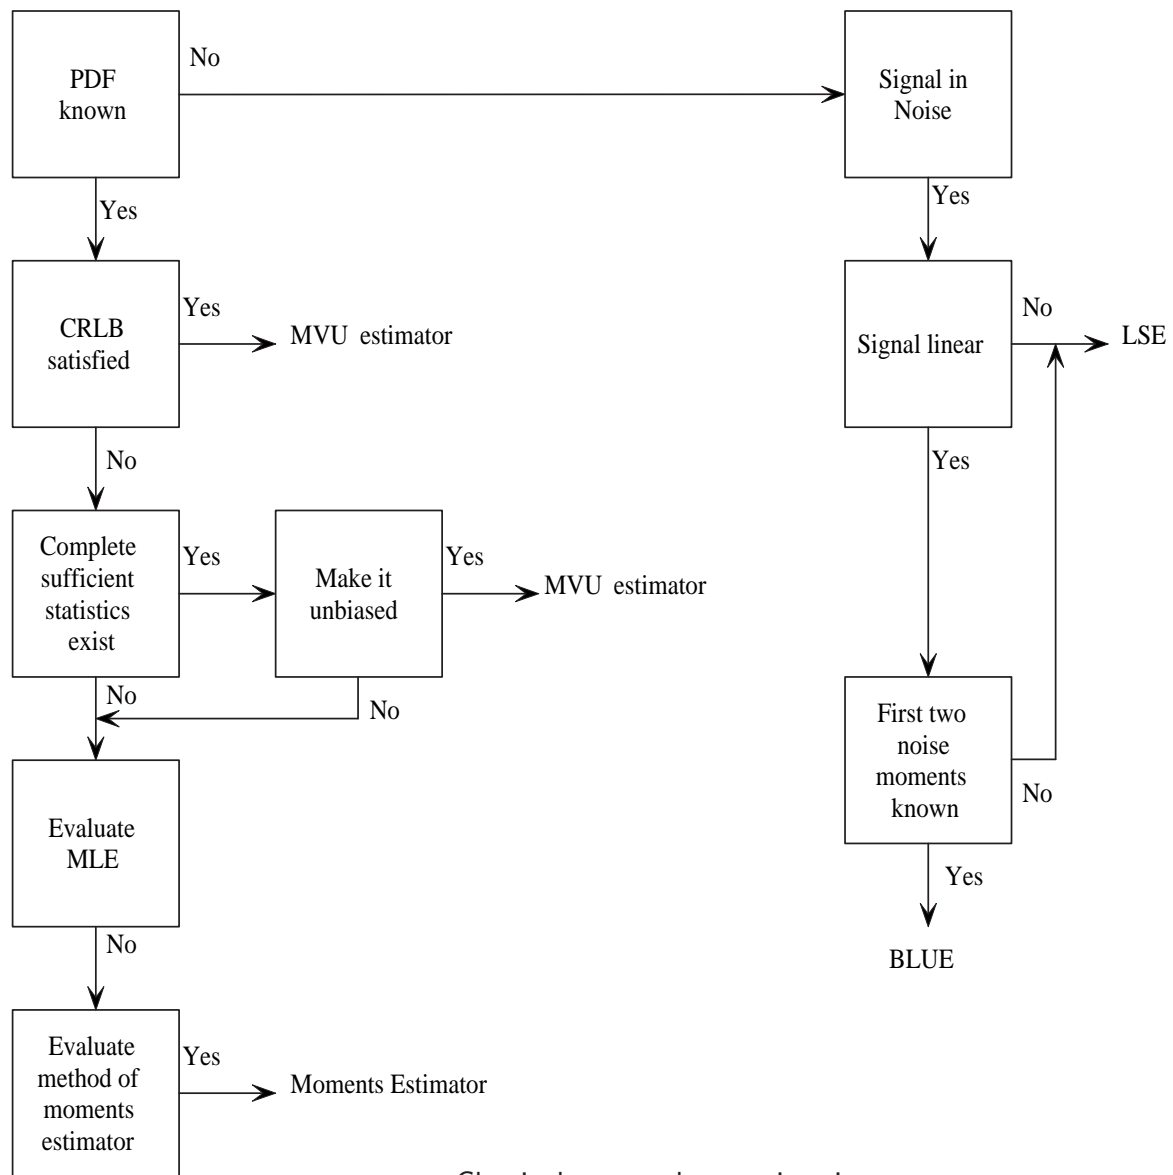 PDF
known
No
Signal in
Noise
Yes
Yes
CRLB
satisfied
Yes
MVU estimator
Signal linear
No
LSE
No
Yes
Complete
sufficient
statistics
exist
Yes
Make it
unbiased
Yes
MVU estimator
No
No
First two
noise
moments
known
No
Evaluate
MLE
Yes
BLUE
No
Evaluate
method of
moments
estimator
Yes
Moments Estimator